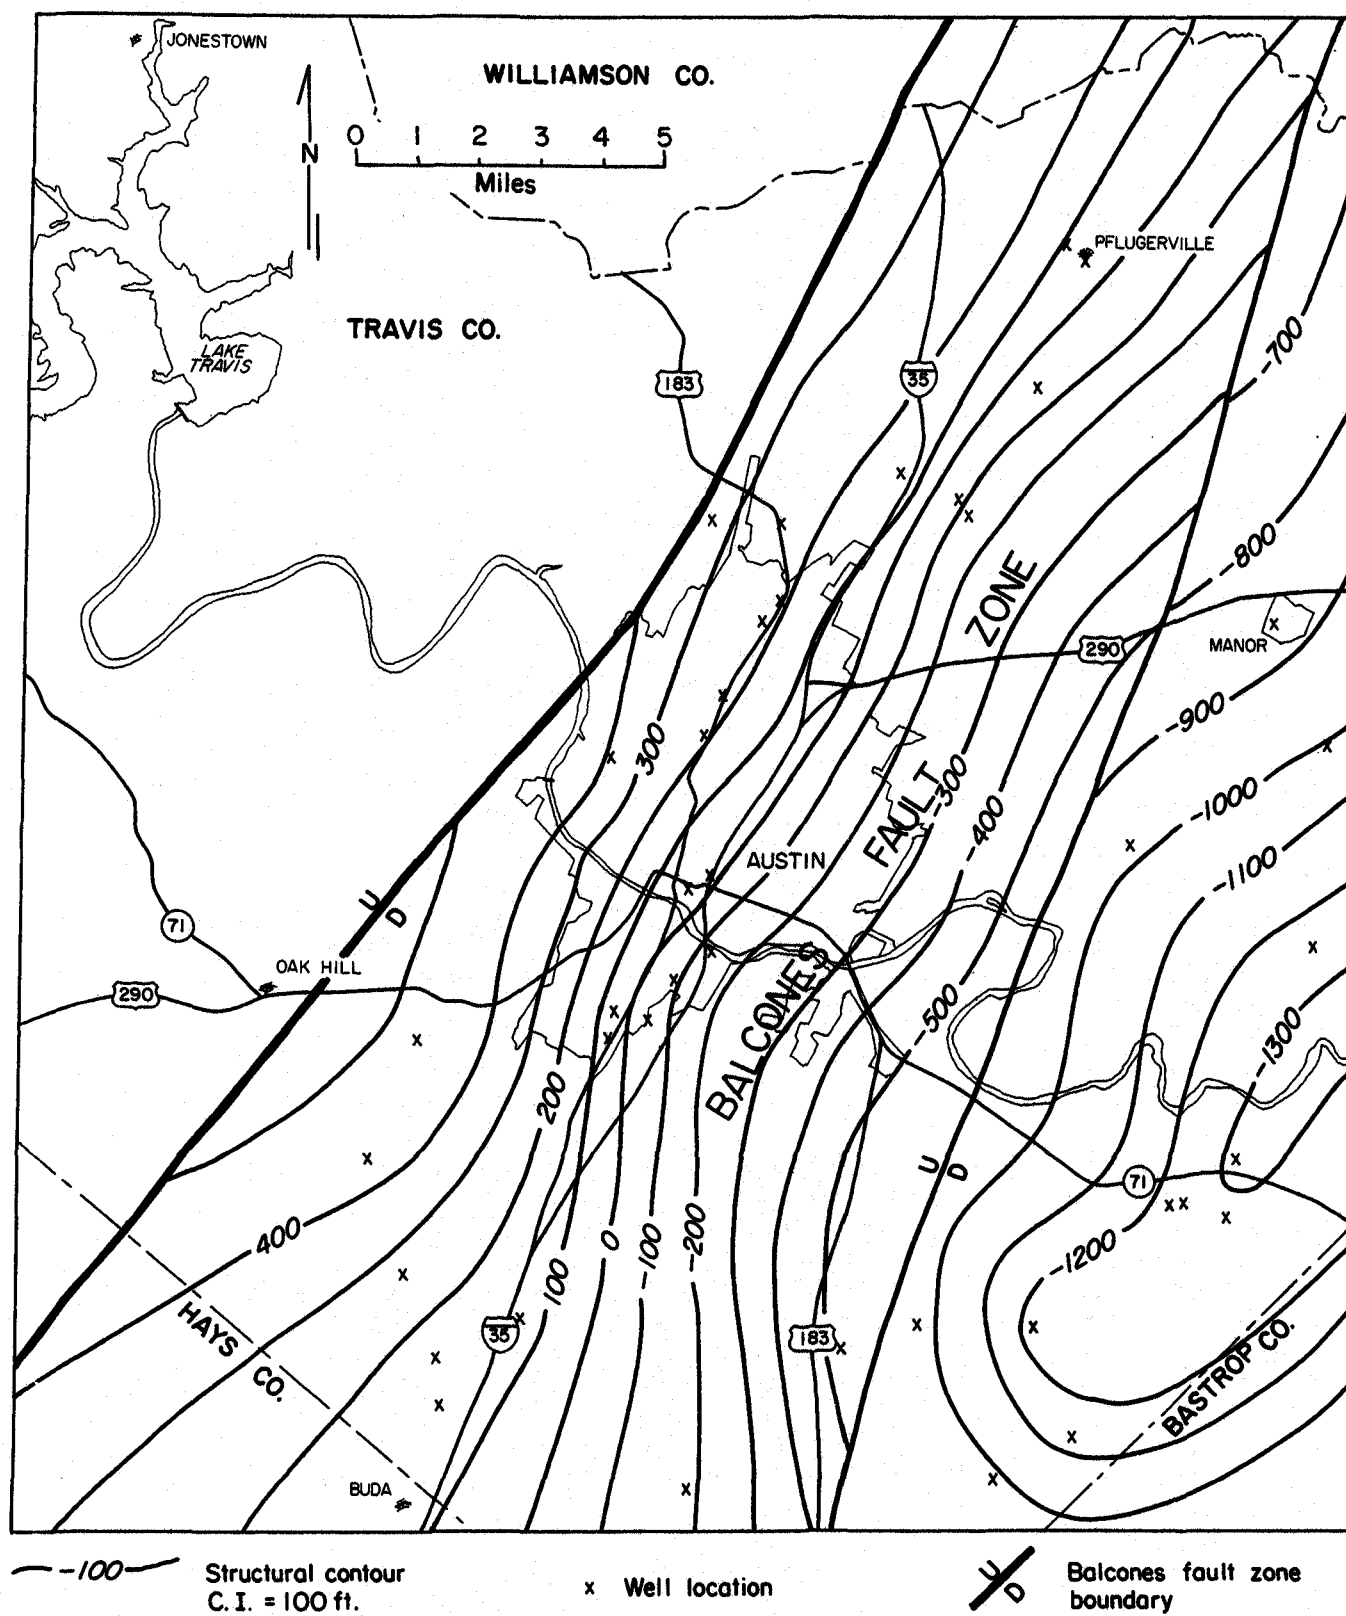 JONESTOWN
WILLIAMSON CO.
0 1 2 3 4 5
Miles
N
PFLUGERVILLE
TRAVIS CO.
LAKE
TRAVIS
183
35
-700
-800
ZONE
290
MANOR
-900
300
-300
-1000
FAULT
-400
AUSTIN
-1100
U
D
71
OAK HILL
290
BALCONES
-500
-1300
200
U
D
71
400
0
-100
-200
-1200
100
HAYS CO.
35
183
BASTROP CO.
BUDA
-100
Structural contour
C. I. = 100 ft.
x Well location
U
D
Balcones fault zone
boundary